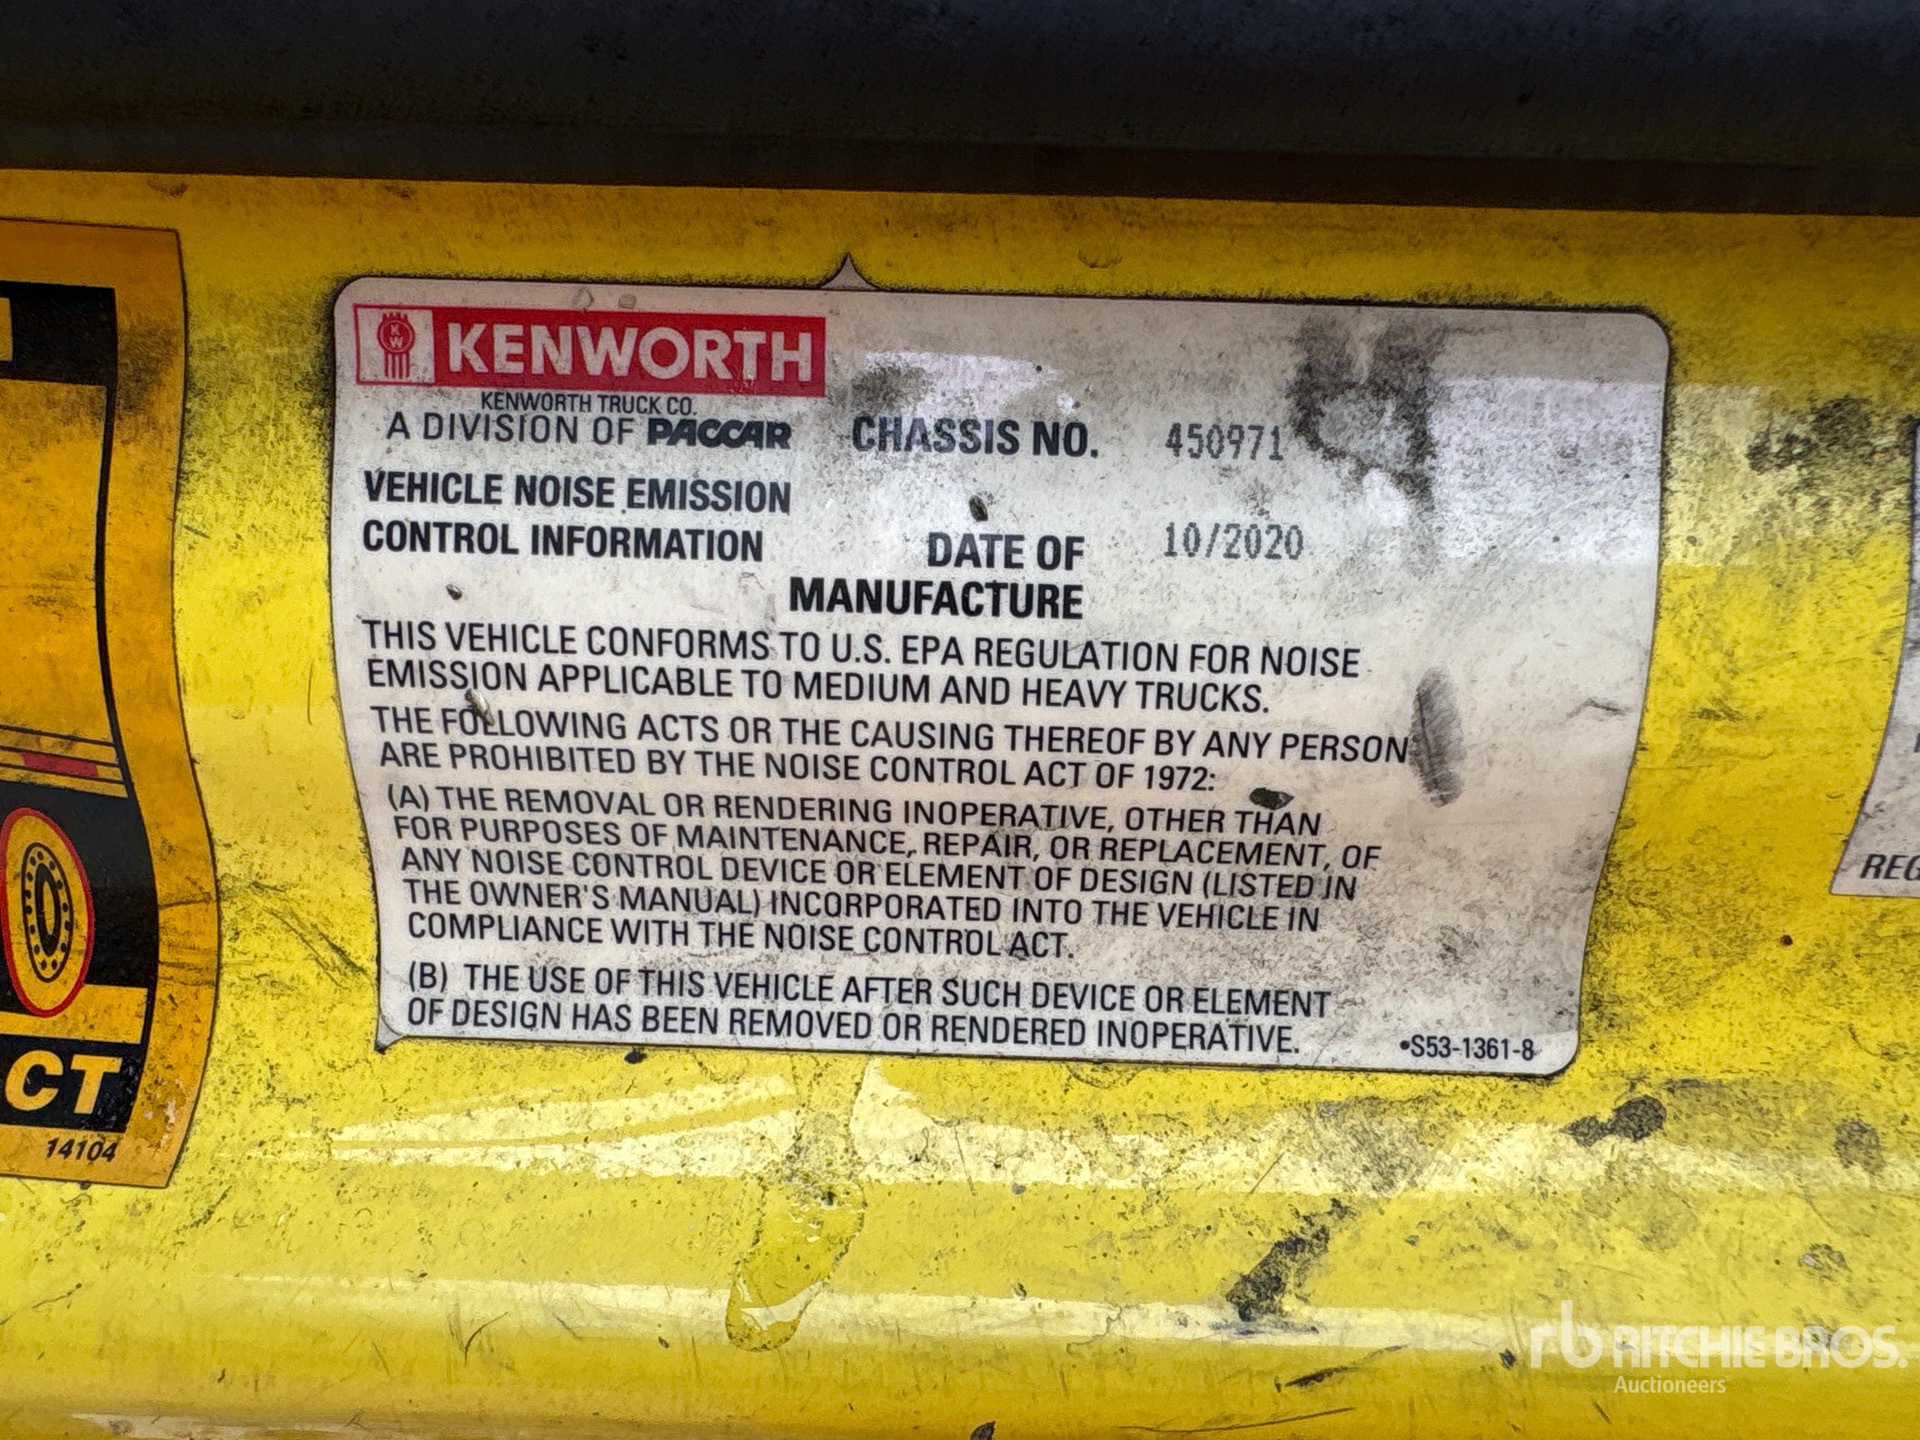 KW KENWORTH
KENWORTH TRUCK CO.
A DIVISION OF PACCAR
CHASSIS NO. 450971
VEHICLE NOISE EMISSION
CONTROL INFORMATION
DATE OF 10/2020
MANUFACTURE
THIS VEHICLE CONFORMS TO U.S. EPA REGULATION FOR NOISE
EMISSION APPLICABLE TO MEDIUM AND HEAVY TRUCKS.
THE FOLLOWING ACTS OR THE CAUSING THEREOF BY ANY PERSON
ARE PROHIBITED BY THE NOISE CONTROL ACT OF 1972:
(A) THE REMOVAL OR RENDERING INOPERATIVE, OTHER THAN
FOR PURPOSES OF MAINTENANCE, REPAIR, OR REPLACEMENT, OF
ANY NOISE CONTROL DEVICE OR ELEMENT OF DESIGN (LISTED IN
THE OWNER'S MANUAL) INCORPORATED INTO THE VEHICLE IN
COMPLIANCE WITH THE NOISE CONTROL ACT.
(B) THE USE OF THIS VEHICLE AFTER SUCH DEVICE OR ELEMENT
OF DESIGN HAS BEEN REMOVED OR RENDERED INOPERATIVE.
•S53-1361-8
CT
14104
REG
rb RITCHIE BROS.
Auctioneers